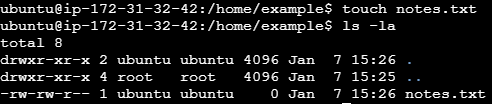 ubuntu@ip-172-31-32-42:/home/example$ touch notes.txt
ubuntu@ip-172-31-32-42:/home/example$ ls -la
total 8
drwxr-xr-x 2 ubuntu ubuntu 4096 Jan  7 15:26 .
drwxr-xr-x 4 root   root   4096 Jan  7 15:25 ..
-rw-rw-r-- 1 ubuntu ubuntu    0 Jan  7 15:26 notes.txt